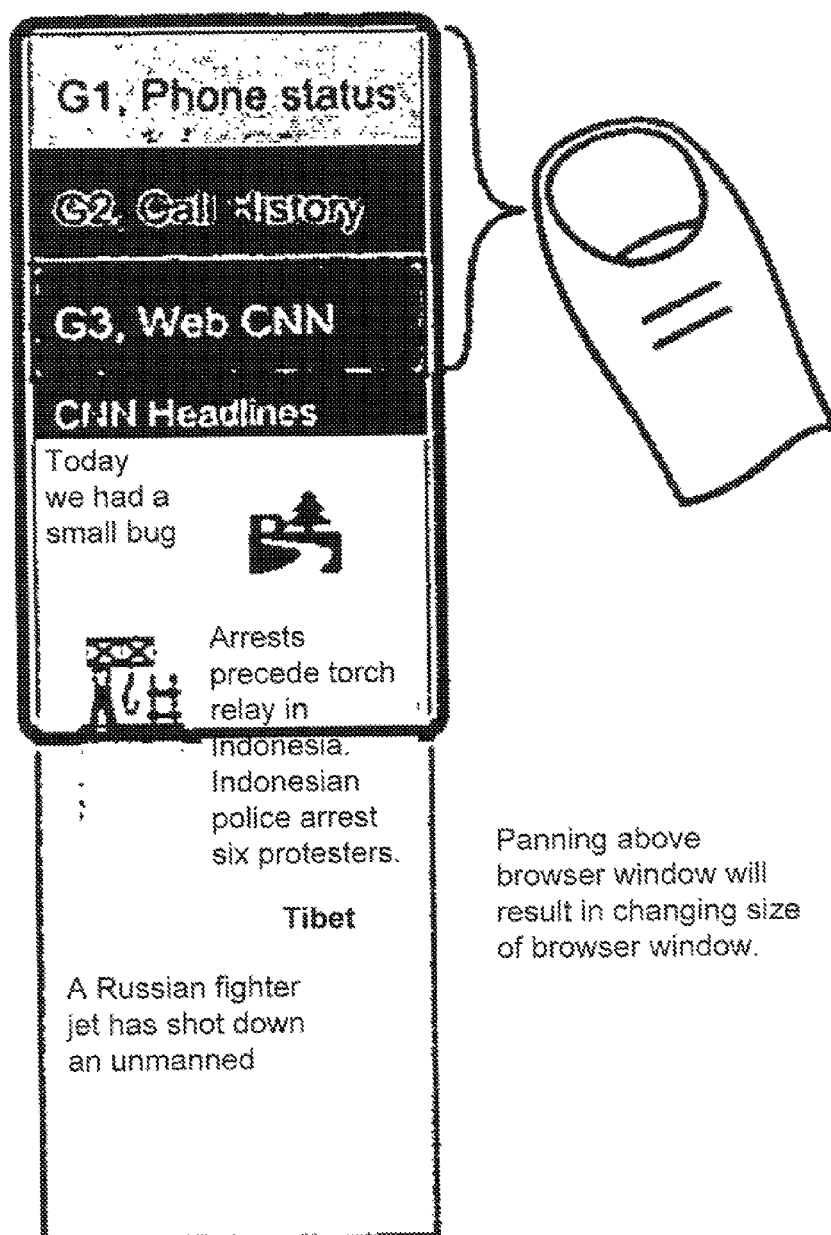 G1, Phone status
G2, Call History
G3, Web CNN
CNN Headlines
Today
we had a
small bug
Arrests
precede torch
relay in
Indonesia.
Indonesian
police arrest
six protesters.
Tibet
A Russian fighter
jet has shot down
an unmanned
Panning above
browser window will
result in changing size
of browser window.